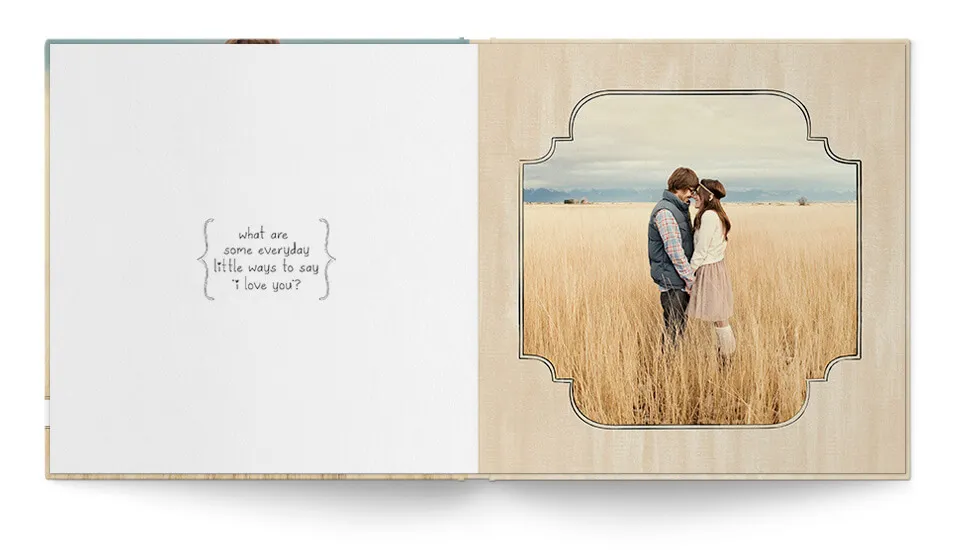 what are
some everyday
little ways to say
"i love you"?